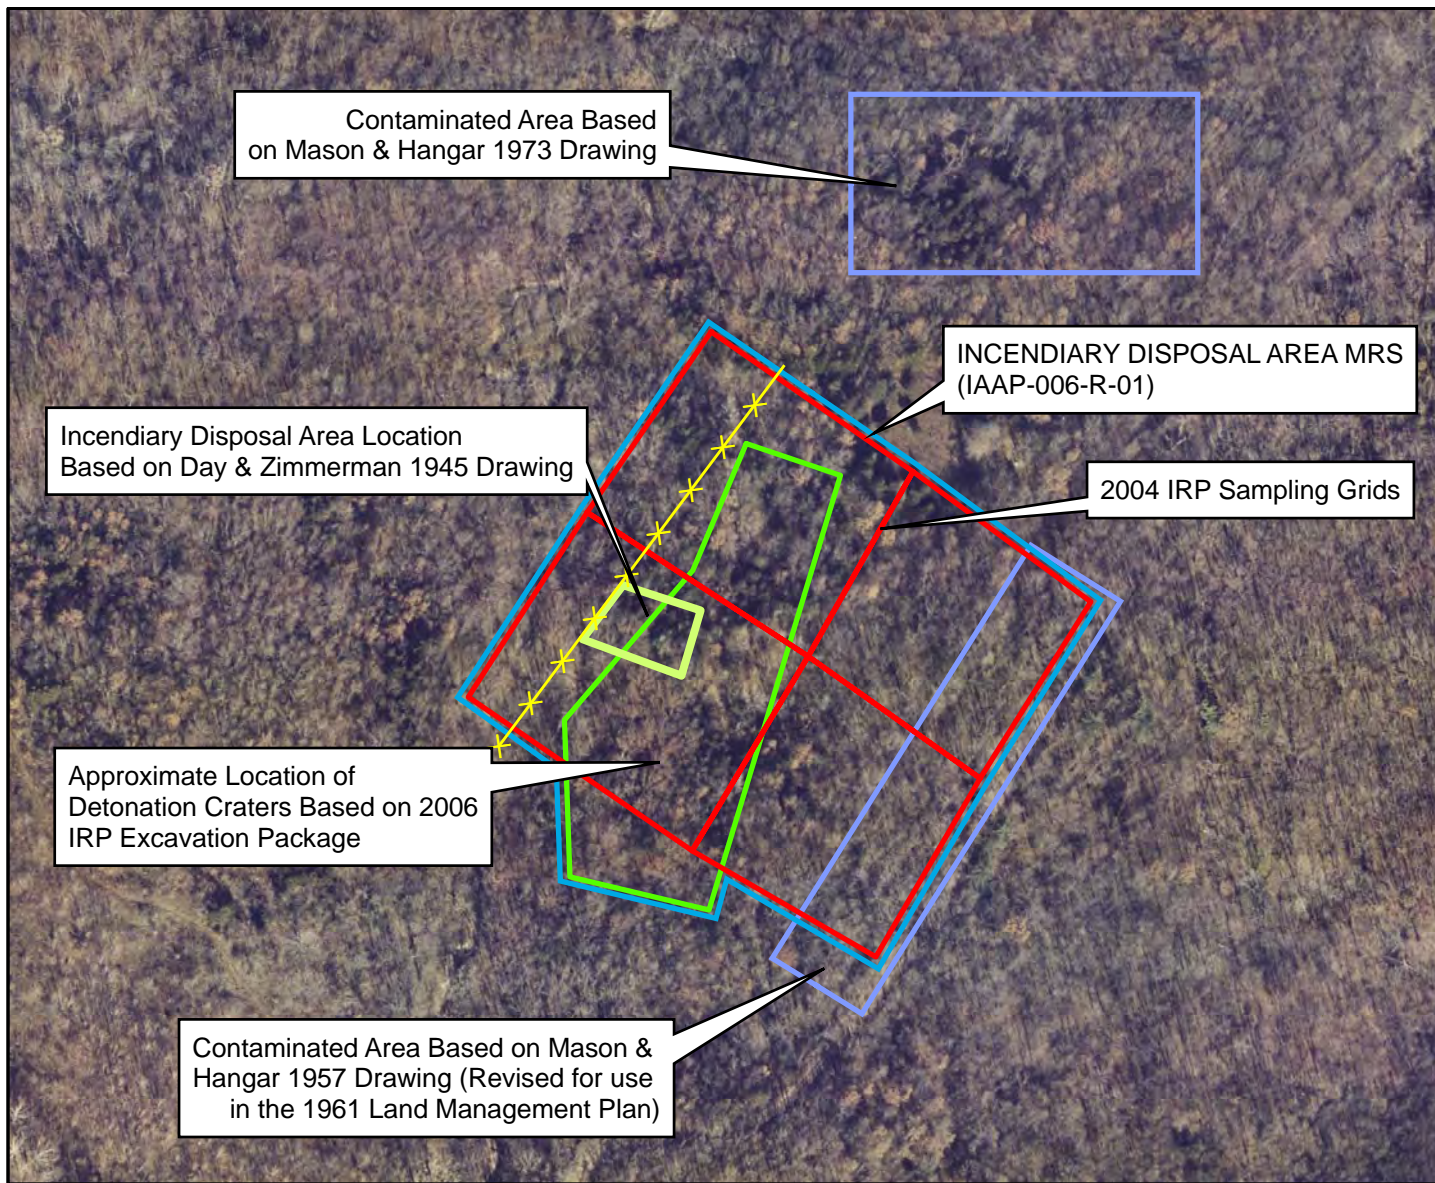 Contaminated Area Based
on Mason & Hangar 1973 Drawing
INCENDIARY DISPOSAL AREA MRS
(IAAP-006-R-01)
Incendiary Disposal Area Location
Based on Day & Zimmerman 1945 Drawing
2004 IRP Sampling Grids
Approximate Location of
Detonation Craters Based on 2006
IRP Excavation Package
Contaminated Area Based on Mason &
Hangar 1957 Drawing (Revised for use
in the 1961 Land Management Plan)